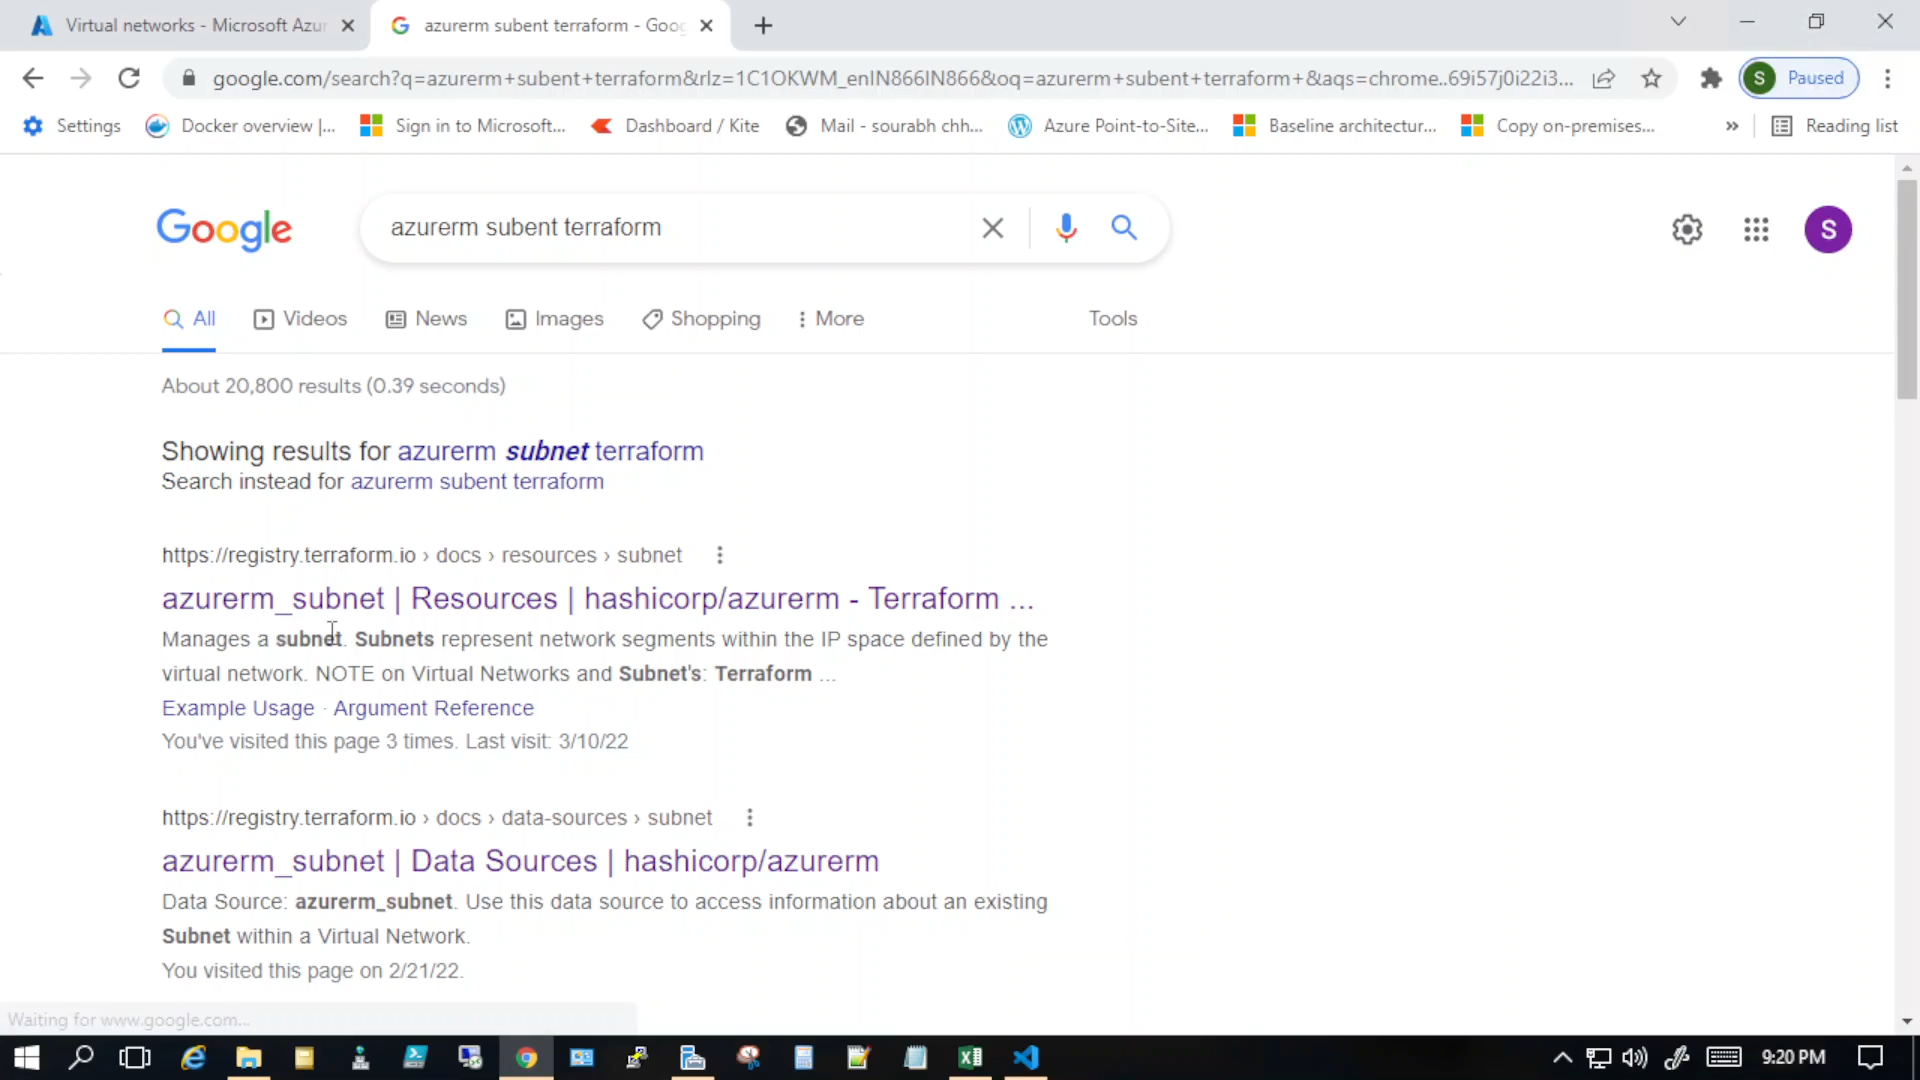 Virtual networks - Microsoft Azur
azurerm subent terraform - Goog
google.com/search?q=azurerm+subent+terraform&rlz=1C1OKWM_enIN866IN866&oq=azurerm+subent+terraform+&aqs=chrome..69i57j0i22i3...
S Paused
Settings
Docker overview |...
Sign in to Microsoft...
Dashboard / Kite
Mail - sourabh chh...
Azure Point-to-Site...
Baseline architectur...
Copy on-premises...
»
Reading list
Google
azurerm subent terraform
S
All
Videos
News
Images
Shopping
More
Tools
About 20,800 results (0.39 seconds)
Showing results for azurerm subnet terraform
Search instead for azurerm subent terraform
https://registry.terraform.io › docs › resources › subnet
azurerm_subnet | Resources | hashicorp/azurerm - Terraform ...
Manages a subnet. Subnets represent network segments within the IP space defined by the
virtual network. NOTE on Virtual Networks and Subnet's: Terraform ...
Example Usage · Argument Reference
You've visited this page 3 times. Last visit: 3/10/22
https://registry.terraform.io › docs › data-sources › subnet
azurerm_subnet | Data Sources | hashicorp/azurerm
Data Source: azurerm_subnet. Use this data source to access information about an existing
Subnet within a Virtual Network.
You visited this page on 2/21/22.
Waiting for www.google.com...
9:20 PM